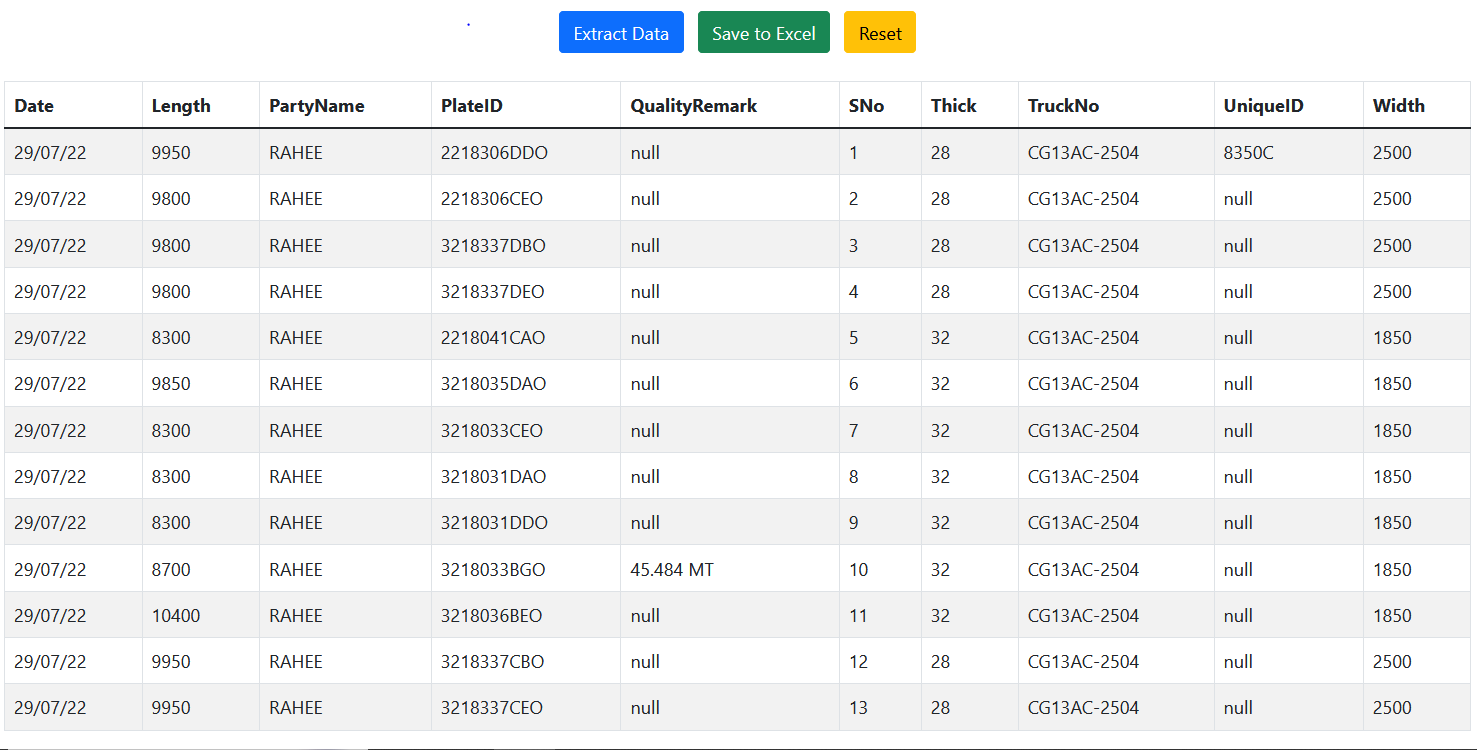 Extract Data Save to Excel Reset
Date Length PartyName PlateID QualityRemark SNo Thick TruckNo UniqueID Width
29/07/22 9950 RAHEE 2218306DDO null 1 28 CG13AC-2504 8350C 2500
29/07/22 9800 RAHEE 2218306CEO null 2 28 CG13AC-2504 null 2500
29/07/22 9800 RAHEE 3218337DBO null 3 28 CG13AC-2504 null 2500
29/07/22 9800 RAHEE 3218337DEO null 4 28 CG13AC-2504 null 2500
29/07/22 8300 RAHEE 2218041CAO null 5 32 CG13AC-2504 null 1850
29/07/22 9850 RAHEE 3218035DAO null 6 32 CG13AC-2504 null 1850
29/07/22 8300 RAHEE 3218033CEO null 7 32 CG13AC-2504 null 1850
29/07/22 8300 RAHEE 3218031DAO null 8 32 CG13AC-2504 null 1850
29/07/22 8300 RAHEE 3218031DDO null 9 32 CG13AC-2504 null 1850
29/07/22 8700 RAHEE 3218033BGO 45.484 MT 10 32 CG13AC-2504 null 1850
29/07/22 10400 RAHEE 3218036BEO null 11 32 CG13AC-2504 null 1850
29/07/22 9950 RAHEE 3218337CBO null 12 28 CG13AC-2504 null 2500
29/07/22 9950 RAHEE 3218337CEO null 13 28 CG13AC-2504 null 2500